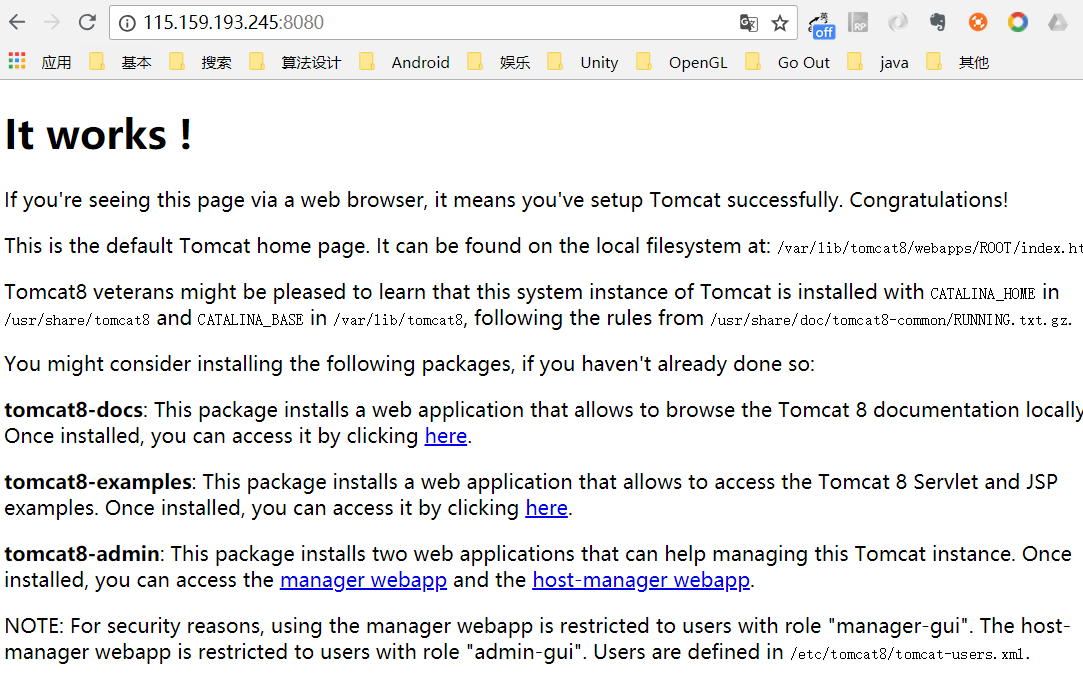 115.159.193.245:8080
英
off
RP
应用 基本 搜索 算法设计 Android 娱乐 Unity OpenGL Go Out java 其他
It works !
If you're seeing this page via a web browser, it means you've setup Tomcat successfully. Congratulations!
This is the default Tomcat home page. It can be found on the local filesystem at: /var/lib/tomcat8/webapps/ROOT/index.ht
Tomcat8 veterans might be pleased to learn that this system instance of Tomcat is installed with CATALINA_HOME in
/usr/share/tomcat8 and CATALINA_BASE in /var/lib/tomcat8, following the rules from /usr/share/doc/tomcat8-common/RUNNING.txt.gz.
You might consider installing the following packages, if you haven't already done so:
tomcat8-docs: This package installs a web application that allows to browse the Tomcat 8 documentation locally
Once installed, you can access it by clicking here.
tomcat8-examples: This package installs a web application that allows to access the Tomcat 8 Servlet and JSP
examples. Once installed, you can access it by clicking here.
tomcat8-admin: This package installs two web applications that can help managing this Tomcat instance. Once
installed, you can access the manager webapp and the host-manager webapp.
NOTE: For security reasons, using the manager webapp is restricted to users with role "manager-gui". The host-
manager webapp is restricted to users with role "admin-gui". Users are defined in /etc/tomcat8/tomcat-users.xml.